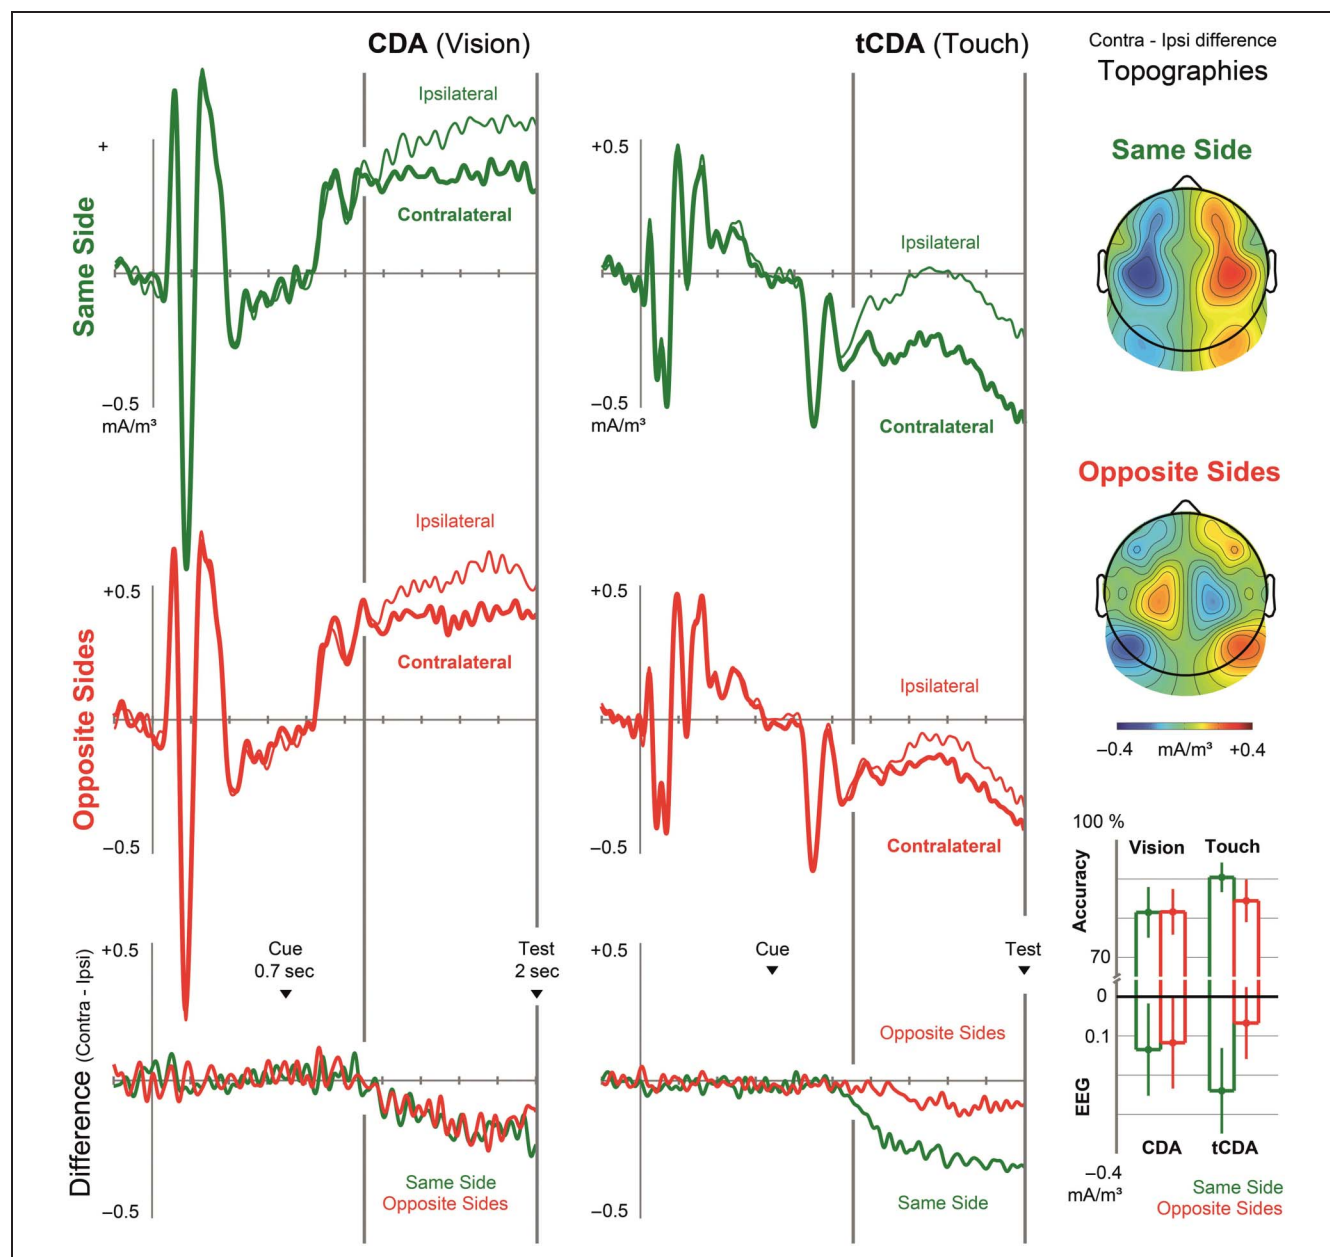 CDA (Vision)
tCDA (Touch)
Contra - Ipsi difference
Topographies
Same Side
+
Ipsilateral
Contralateral
–0.5
mA/m³
+0.5
Ipsilateral
Contralateral
–0.5
mA/m³
Same Side
Opposite Sides
+0.5
Ipsilateral
Contralateral
–0.5
+0.5
Ipsilateral
Contralateral
–0.5
Opposite Sides
–0.4 mA/m³ +0.4
Difference (Contra - Ipsi)
+0.5
Cue
0.7 sec
Test
2 sec
Same Side
Opposite Sides
–0.5
+0.5
Cue
Test
Opposite Sides
Same Side
–0.5
100 %
Vision Touch
Accuracy
70
0
0.1
EEG
CDA tCDA
–0.4
mA/m³
Same Side
Opposite Sides